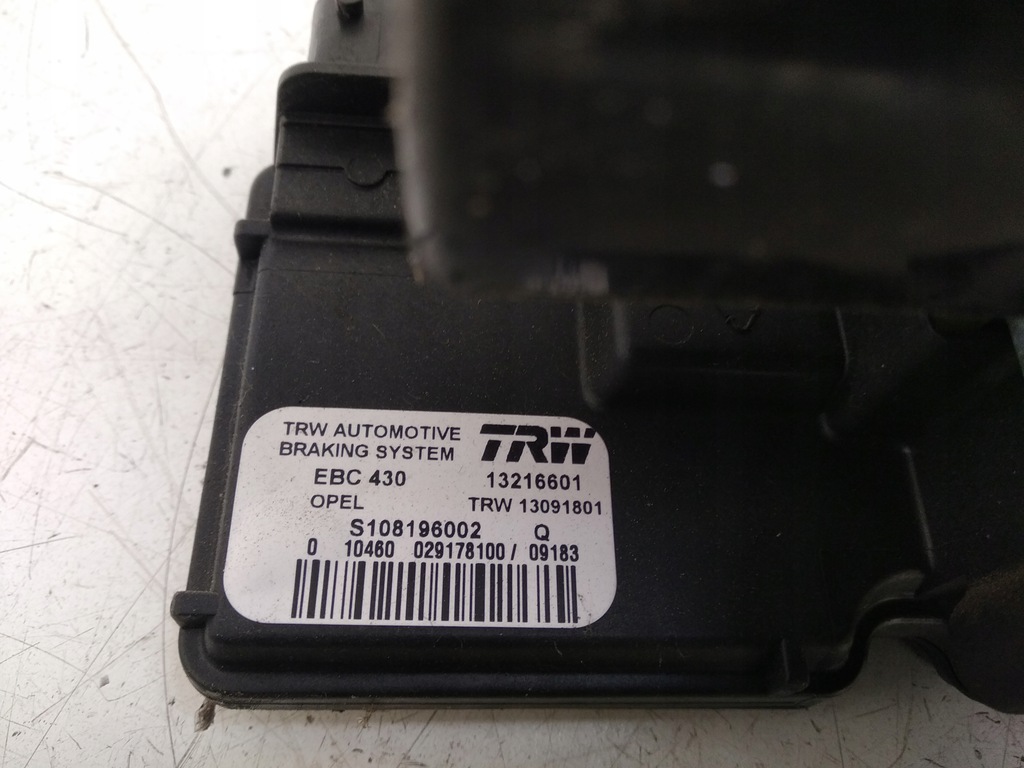 TRW AUTOMOTIVE
BRAKING SYSTEM
TRW
EBC 430
13216601
OPEL
TRW 13091801
S108196002 Q
0 10460 029178100 / 09183